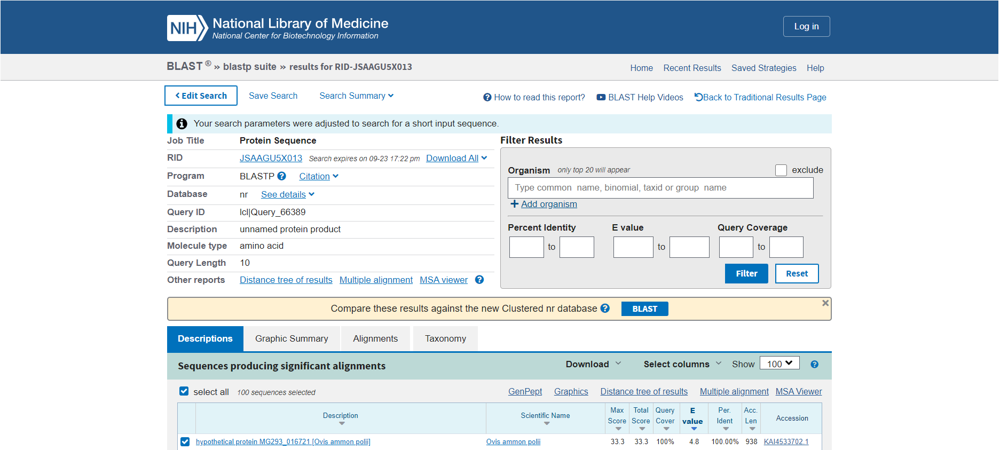 NIH National Library of Medicine
National Center for Biotechnology Information
Log in
BLAST ® » blastp suite » results for RID-JSAAGU5X013
Home Recent Results Saved Strategies Help
Edit Search Save Search Search Summary
How to read this report? BLAST Help Videos Back to Traditional Results Page
Your search parameters were adjusted to search for a short input sequence.
Job Title Protein Sequence
RID JSAAGU5X013 Search expires on 09-23 17:22 pm Download All
Program BLASTP Citation
Database nr See details
Query ID lcl|Query_66389
Description unnamed protein product
Molecule type amino acid
Query Length 10
Other reports Distance tree of results Multiple alignment MSA viewer
Filter Results
Organism only top 20 will appear exclude
Type common name, binomial, taxid or group name
Add organism
Percent Identity E value Query Coverage
to to to
Filter Reset
Compare these results against the new Clustered nr database BLAST
Descriptions Graphic Summary Alignments Taxonomy
Sequences producing significant alignments Download Select columns Show 100
select all 100 sequences selected GenPept Graphics Distance tree of results Multiple alignment MSA Viewer
Description Scientific Name Max Score Total Score Query Cover E value Per. Ident Acc. Len Accession
hypothetical protein MG293_016721 [Ovis ammon polii] Ovis ammon polii 33.3 33.3 100% 4.8 100.00% 938 KAI4533702.1